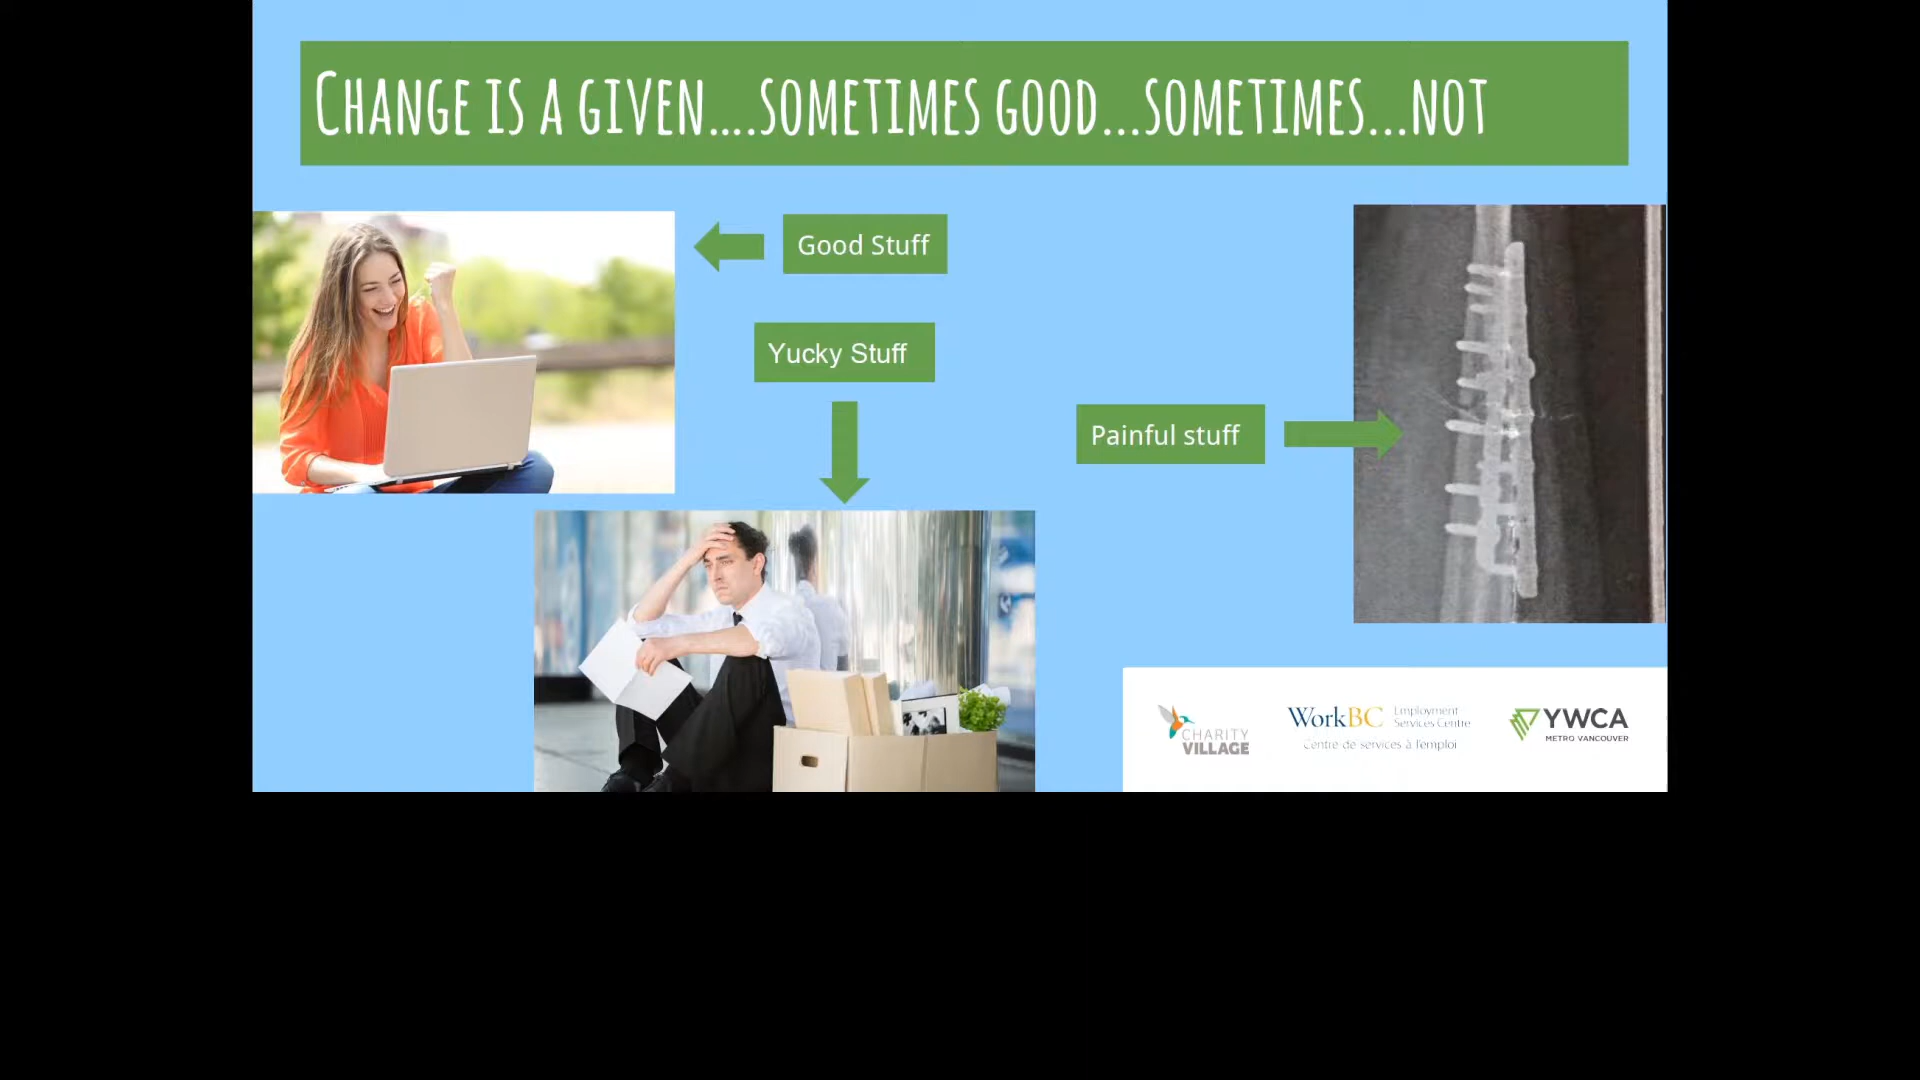 CHANGE IS A GIVEN....SOMETIMES GOOD...SOMETIMES...NOT
Good Stuff
Yucky Stuff
Painful stuff
CHARITY
VILLAGE
WorkBC Employment
Services Centre
Centre de services à l'emploi
YWCA
METRO VANCOUVER